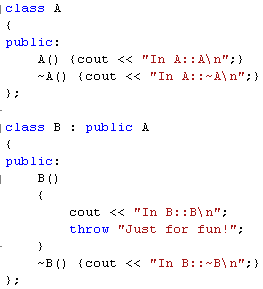 class A
{
public:
    A() {cout << "In A::A\n";}
    ~A() {cout << "In A::~A\n";}
};

class B : public A
{
public:
    B()
    {
        cout << "In B::B\n";
        throw "Just for fun!";
    }
    ~B() {cout << "In B::~B\n";}
};